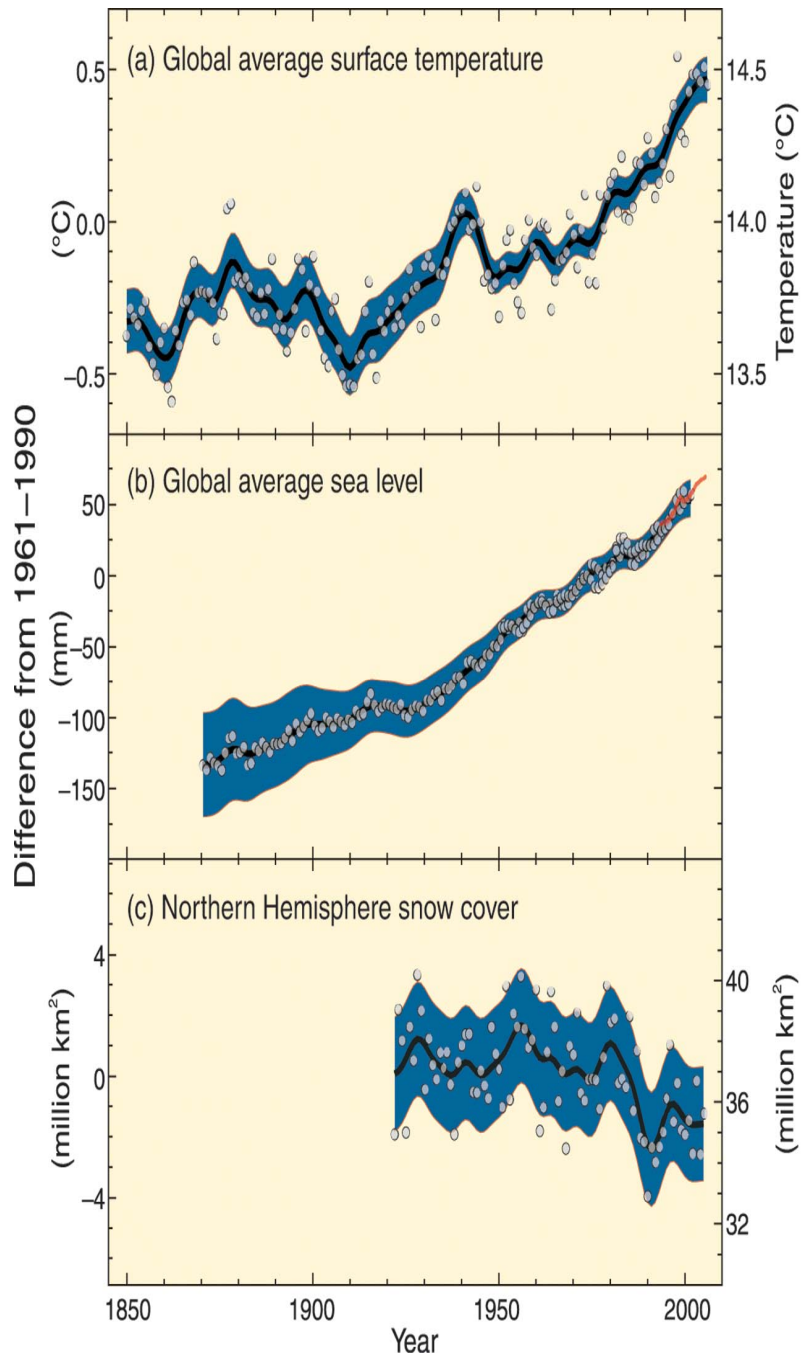 (a) Global average surface temperature
0.5
0.0
−0.5
(°C)
14.5
14.0
13.5
Temperature (°C)
Difference from 1961–1990
(b) Global average sea level
50
0
−50
−100
−150
(mm)
(c) Northern Hemisphere snow cover
4
0
−4
(million km²)
40
36
32
(million km²)
1850 1900 1950 2000
Year